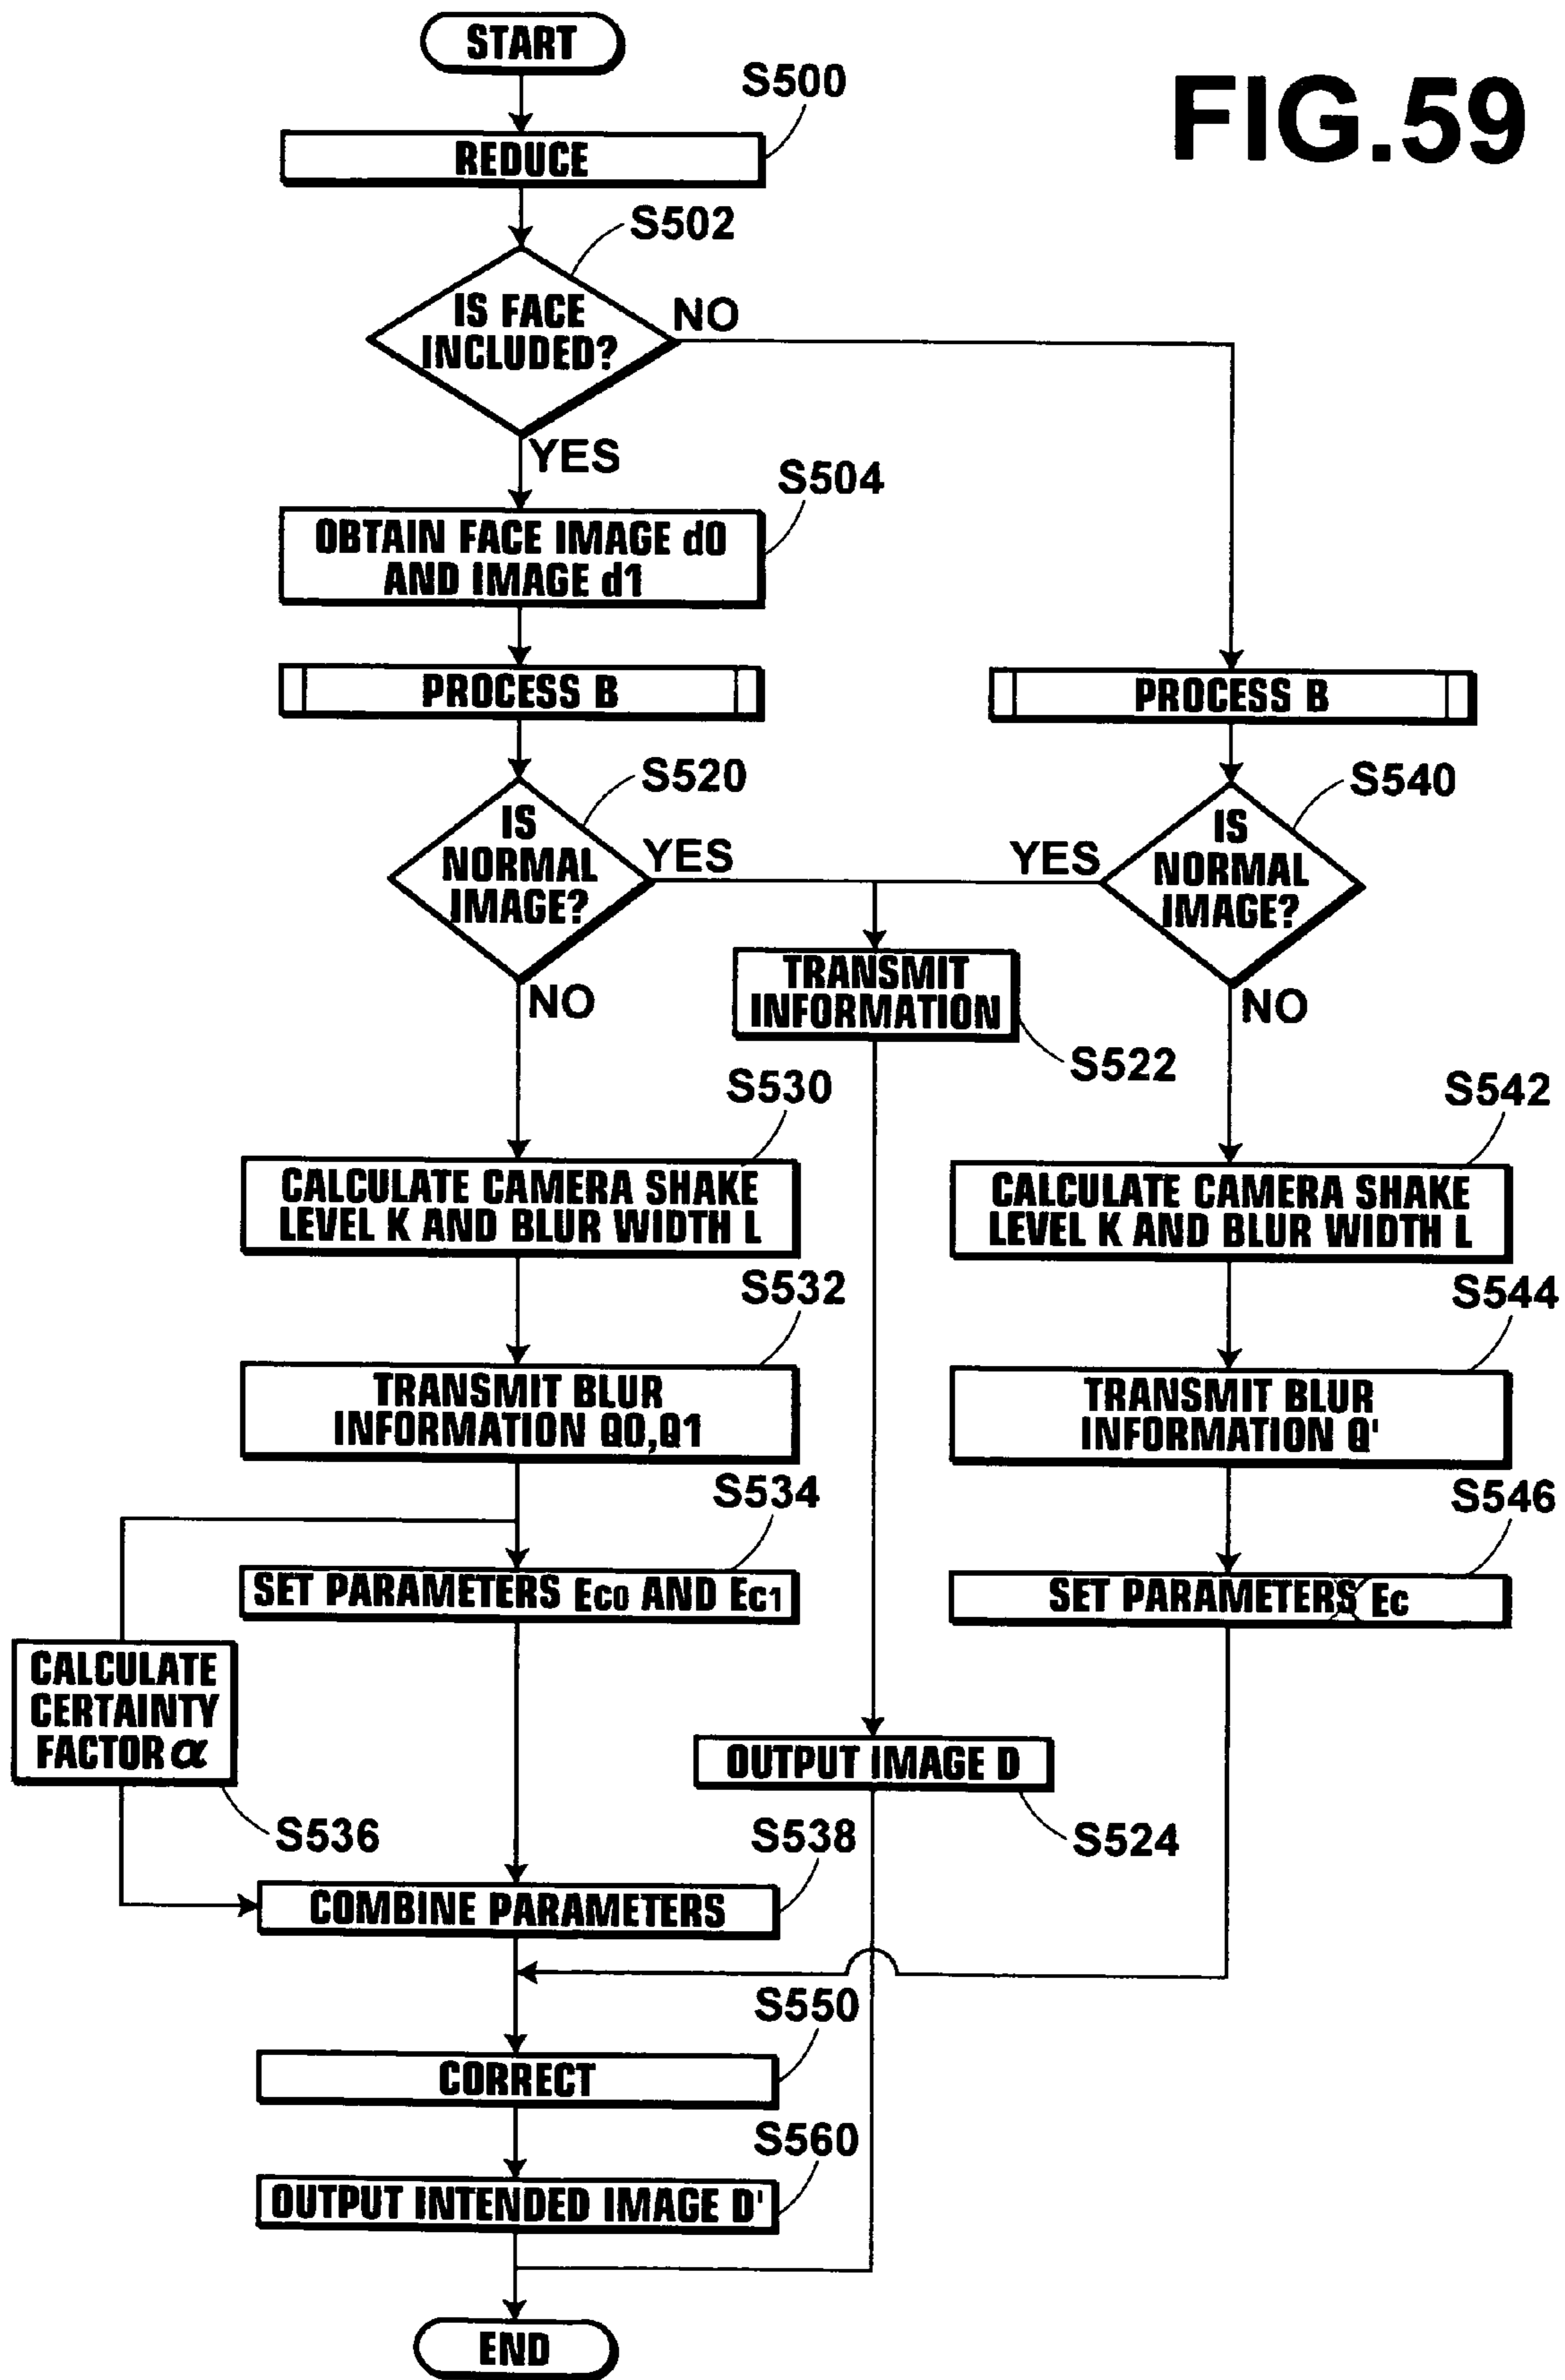 START
FIG.59
S500
REDUCE
S502
IS FACE
INCLUDED?
NO
YES
S504
OBTAIN FACE IMAGE d0
AND IMAGE d1
PROCESS B
PROCESS B
S520
S540
IS
NORMAL
IMAGE?
YES
YES
IS
NORMAL
IMAGE?
TRANSMIT
INFORMATION
NO
NO
S522
S530
S542
CALCULATE CAMERA SHAKE
LEVEL K AND BLUR WIDTH L
CALCULATE CAMERA SHAKE
LEVEL K AND BLUR WIDTH L
S532
S544
TRANSMIT BLUR
INFORMATION Q0,Q1
TRANSMIT BLUR
INFORMATION Q'
S534
S546
SET PARAMETERS Ec0 AND Ec1
SET PARAMETERS Ec
CALCULATE
CERTAINTY
FACTOR α
OUTPUT IMAGE D
S536
S538
S524
COMBINE PARAMETERS
S550
CORRECT
S560
OUTPUT INTENDED IMAGE D'
END